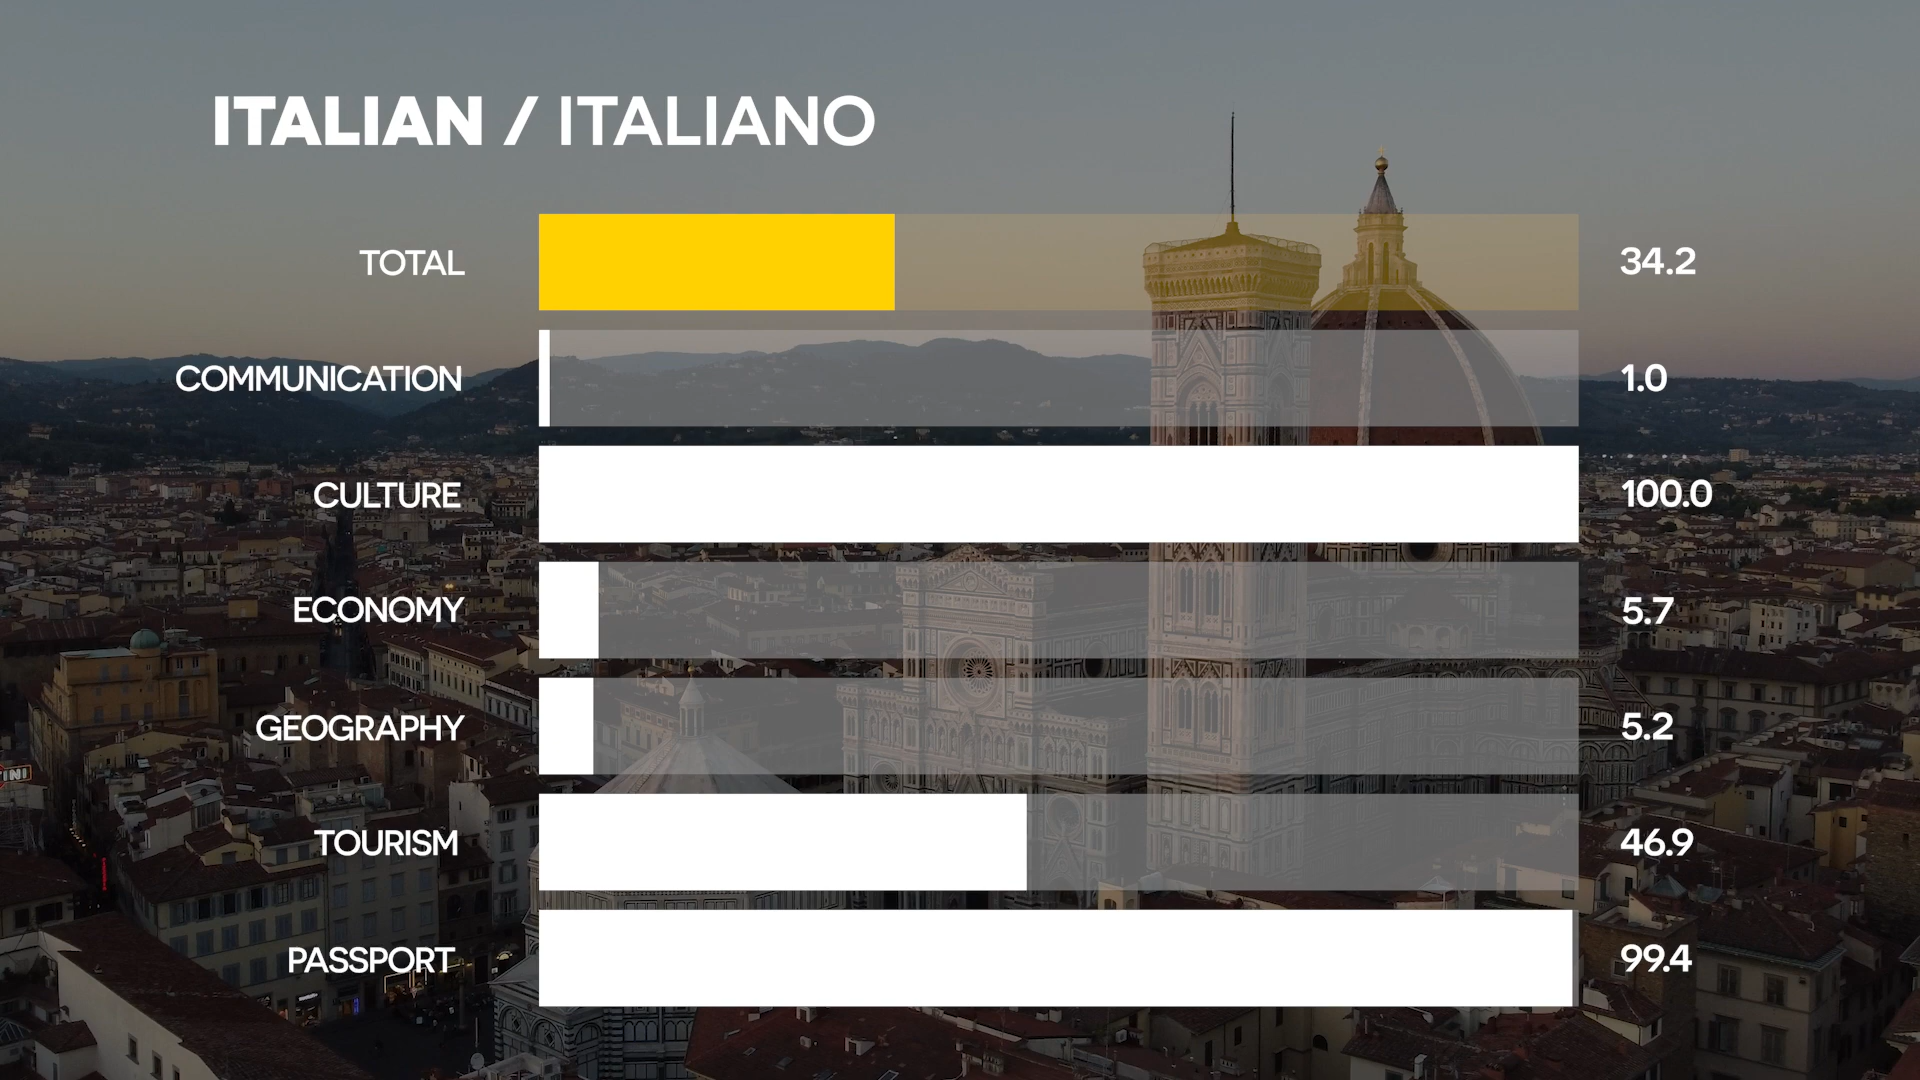 ITALIAN / ITALIANO
TOTAL 34.2
COMMUNICATION 1.0
CULTURE 100.0
ECONOMY 5.7
GEOGRAPHY 5.2
TOURISM 46.9
PASSPORT 99.4
TINI